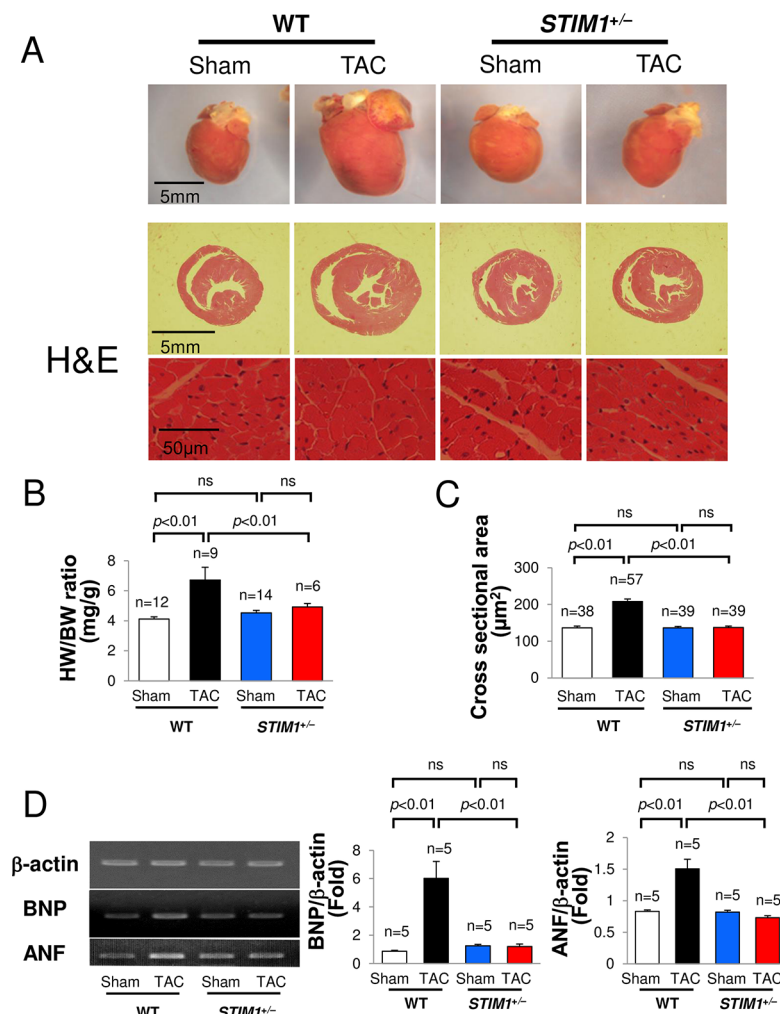 WT STIM1+/–
A
Sham TAC Sham TAC
5mm
5mm
H&E
50µm
B
ns ns
p<0.01 p<0.01
HW/BW ratio
(mg/g)
8
6
4
2
0
n=12
n=9
n=14
n=6
Sham TAC Sham TAC
WT STIM1+/–
C
ns ns
p<0.01 p<0.01
Cross sectional area
(µm2)
300
200
100
0
n=38
n=57
n=39
n=39
Sham TAC Sham TAC
WT STIM1+/–
D
β-actin
BNP
ANF
Sham TAC Sham TAC
WT STIM1+/–
ns ns
p<0.01 p<0.01
BNP/β-actin
(Fold)
8
6
4
2
0
n=5
n=5
n=5
n=5
Sham TAC Sham TAC
WT STIM1+/–
ns ns
p<0.01 p<0.01
ANF/β-actin
(Fold)
2
1.5
1
0.5
0
n=5
n=5
n=5
n=5
Sham TAC Sham TAC
WT STIM1+/–